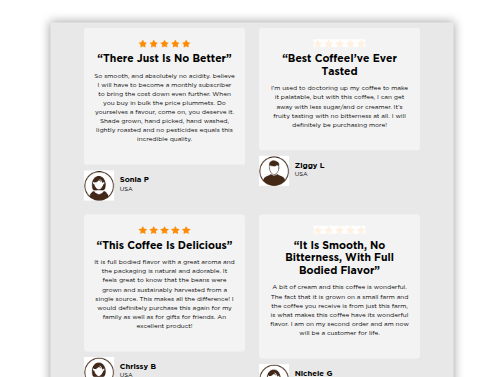 “There Just Is No Better”
So smooth, and absolutely no acidity. believe
I will have to become a monthly subscriber
to bring the cost down even further. When
you buy in bulk the price plummets. Do
yourselves a favour, come on, you deserve it.
Shade grown, hand picked, hand washed,
lightly roasted and no pesticides equals this
incredible quality.
Sonia P
USA
“Best CoffeeI’ve Ever
Tasted
I'm used to doctoring up my coffee to make
it palatable, but with this coffee, I can get
away with less sugar/and or creamer. It's
fruity tasting with no bitterness at all. I will
definitely be purchasing more!
Ziggy L
USA
“This Coffee Is Delicious”
It is full bodied flavor with a great aroma and
the packaging is natural and adorable. It
feels great to know that the beans were
grown and sustainably harvested from a
single source. This makes all the difference! I
would definitely purchase this again for my
family as well as for gifts for friends. An
excellent product!
Chrissy B
USA
“It Is Smooth, No
Bitterness, With Full
Bodied Flavor”
A bit of cream and this coffee is wonderful.
The fact that it is grown on a small farm and
the coffee you receive is from just this farm,
is what makes this coffee have its wonderful
flavor. I am on my second order and am now
will be a customer for life.
Nichele G